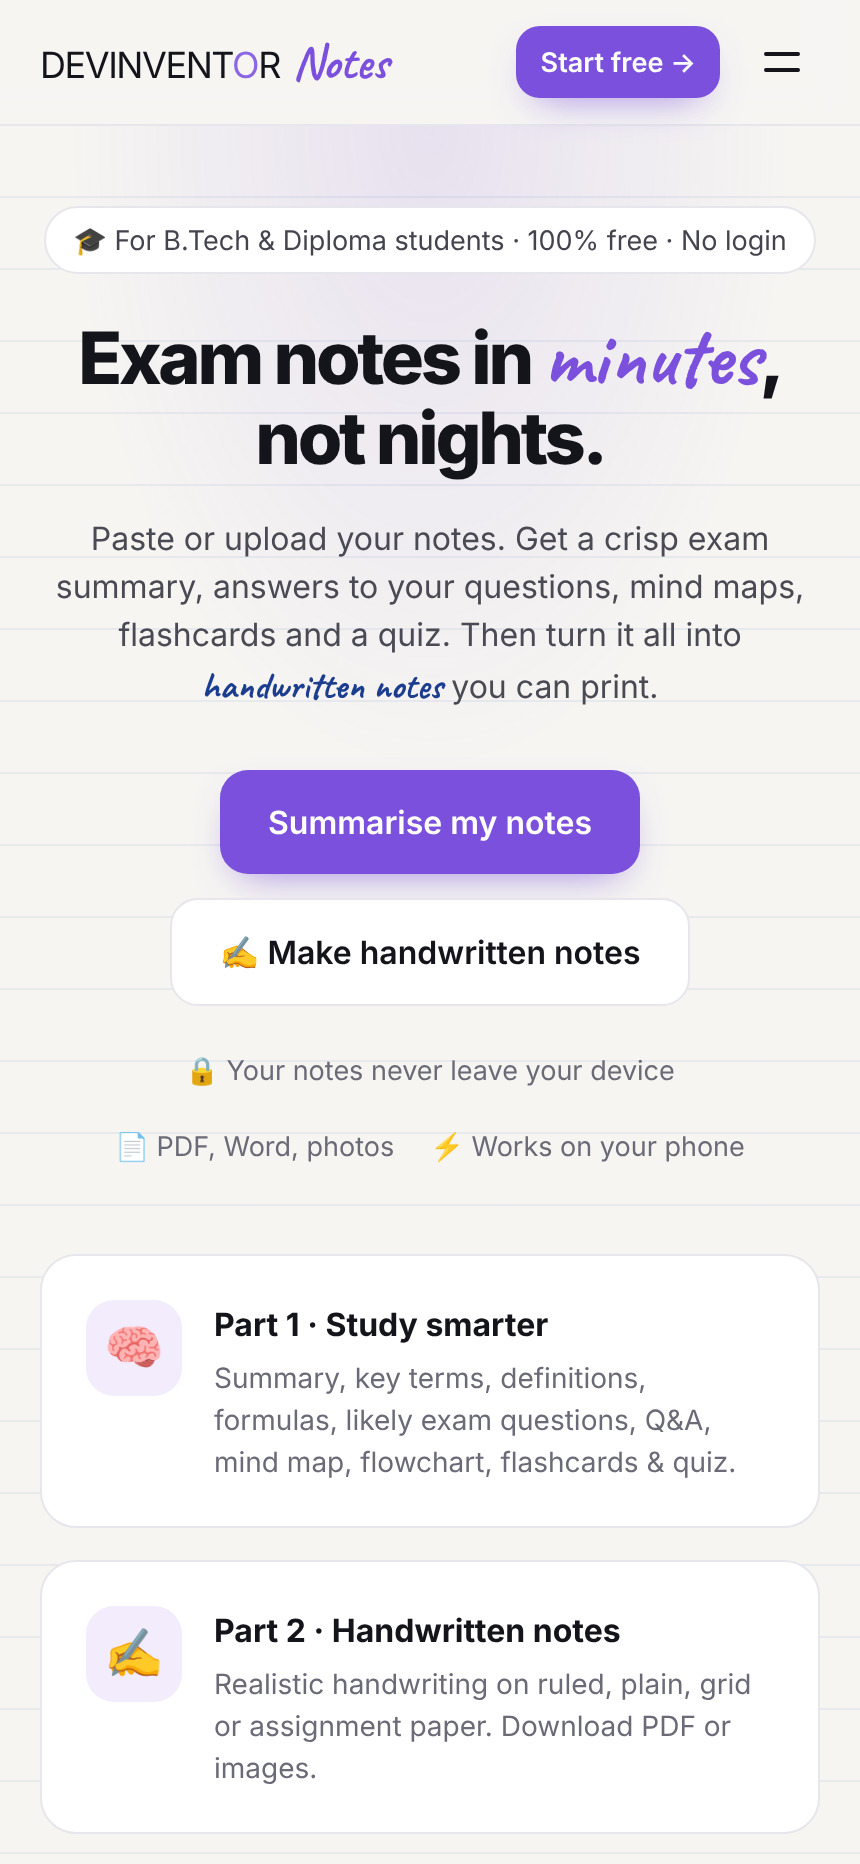 DEVINVENTOR Notes
Start free →
🎓 For B.Tech & Diploma students · 100% free · No login
Exam notes in minutes,
not nights.
Paste or upload your notes. Get a crisp exam
summary, answers to your questions, mind maps,
flashcards and a quiz. Then turn it all into
handwritten notes you can print.
Summarise my notes
✍️ Make handwritten notes
🔒 Your notes never leave your device
📄 PDF, Word, photos
⚡ Works on your phone
Part 1 · Study smarter
Summary, key terms, definitions,
formulas, likely exam questions, Q&A,
mind map, flowchart, flashcards & quiz.
Part 2 · Handwritten notes
Realistic handwriting on ruled, plain, grid
or assignment paper. Download PDF or
images.